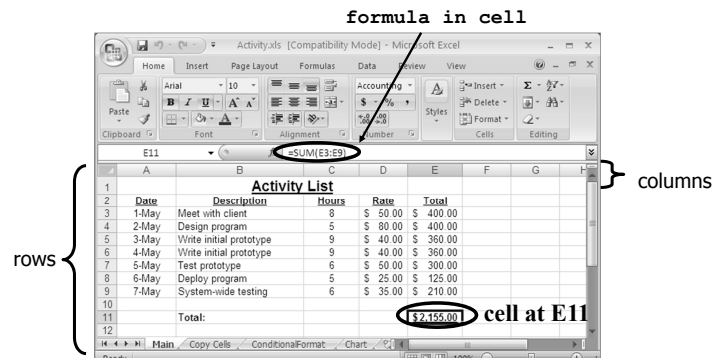 formula in cell
Activity.xls [Compatibility Mode] - Microsoft Excel
Home Insert Page Layout Formulas Data Review View
Paste
Arial 10
B I U A A
Accounting
$ % ,
Styles
Insert
Delete
Format
Clipboard Font Alignment Number Cells Editing
E11 =SUM(E3:E9)
A B C D E F G H
columns
1 Activity List
2 Date Description Hours Rate Total
3 1-May Meet with client 8 $ 50.00 $ 400.00
4 2-May Design program 5 $ 80.00 $ 400.00
5 3-May Write initial prototype 9 $ 40.00 $ 360.00
6 4-May Write initial prototype 9 $ 40.00 $ 360.00
rows
7 5-May Test prototype 6 $ 50.00 $ 300.00
8 6-May Deploy program 5 $ 25.00 $ 125.00
9 7-May System-wide testing 6 $ 35.00 $ 210.00
10
11 Total: $2,155.00 cell at E11
12
Main Copy Cells ConditionalFormat Chart
Ready 100%